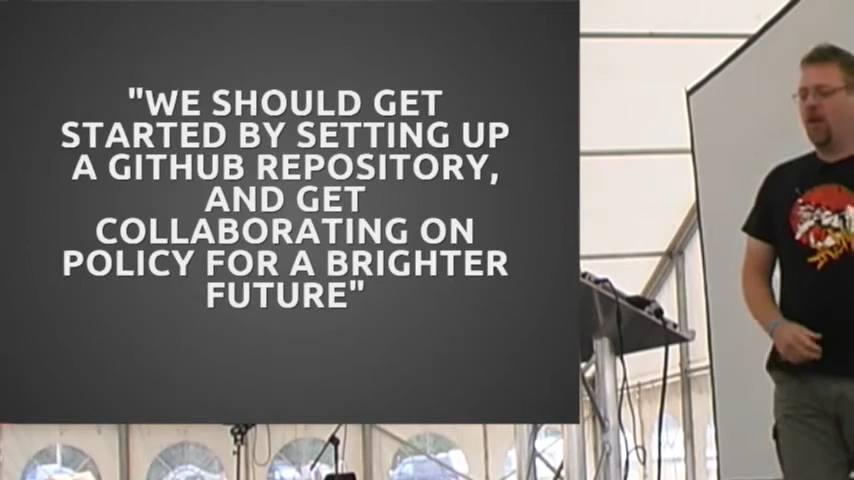 "WE SHOULD GET
STARTED BY SETTING UP
A GITHUB REPOSITORY,
AND GET
COLLABORATING ON
POLICY FOR A BRIGHTER
FUTURE"